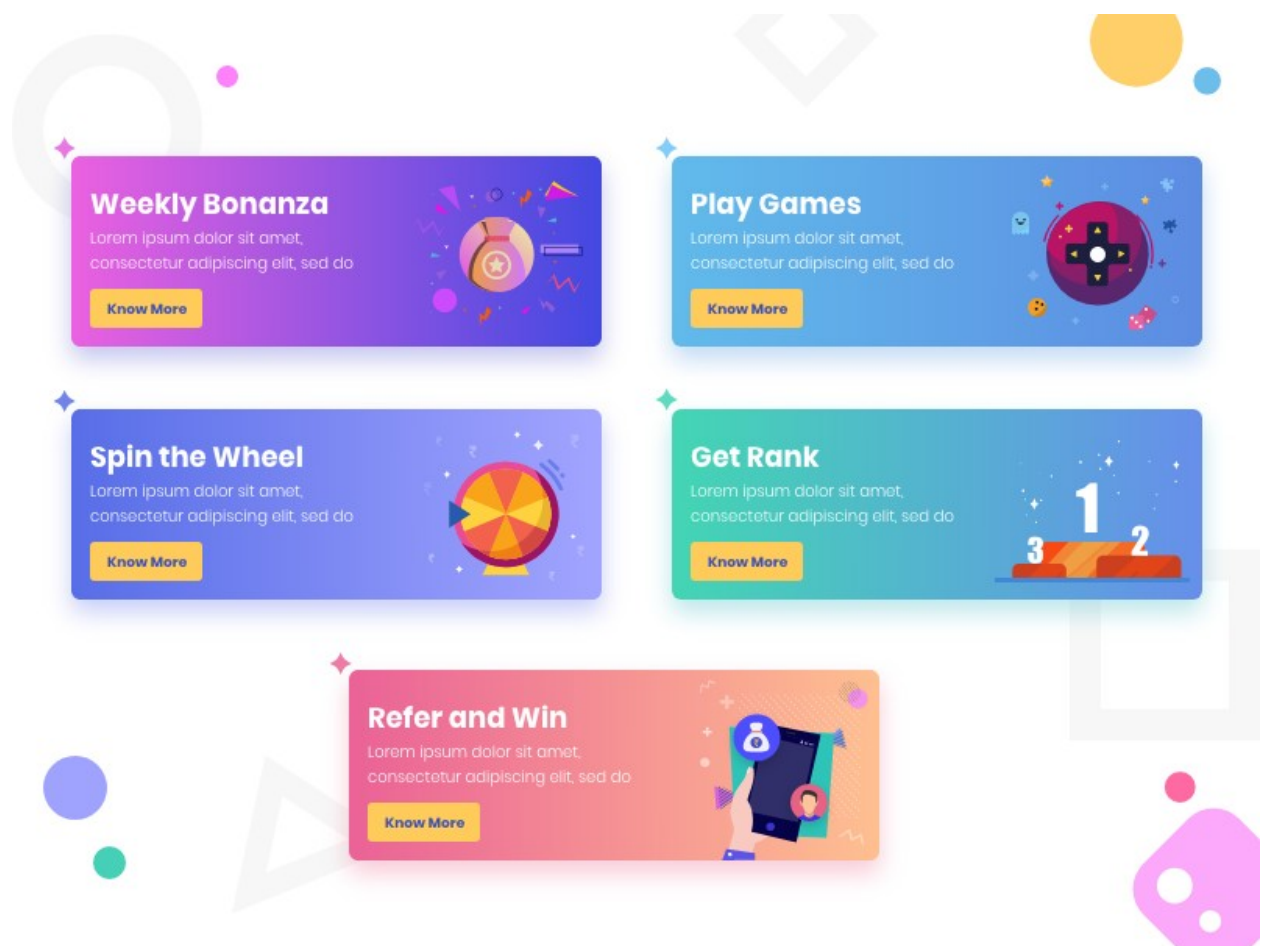 Weekly Bonanza
Lorem ipsum dolor sit amet,
consectetur adipiscing elit, sed do
Know More
Play Games
Lorem ipsum dolor sit amet,
consectetur adipiscing elit, sed do
Know More
Spin the Wheel
Lorem ipsum dolor sit amet,
consectetur adipiscing elit, sed do
Know More
Get Rank
Lorem ipsum dolor sit amet,
consectetur adipiscing elit, sed do
Know More
1
2
3
Refer and Win
Lorem ipsum dolor sit amet,
consectetur adipiscing elit, sed do
Know More